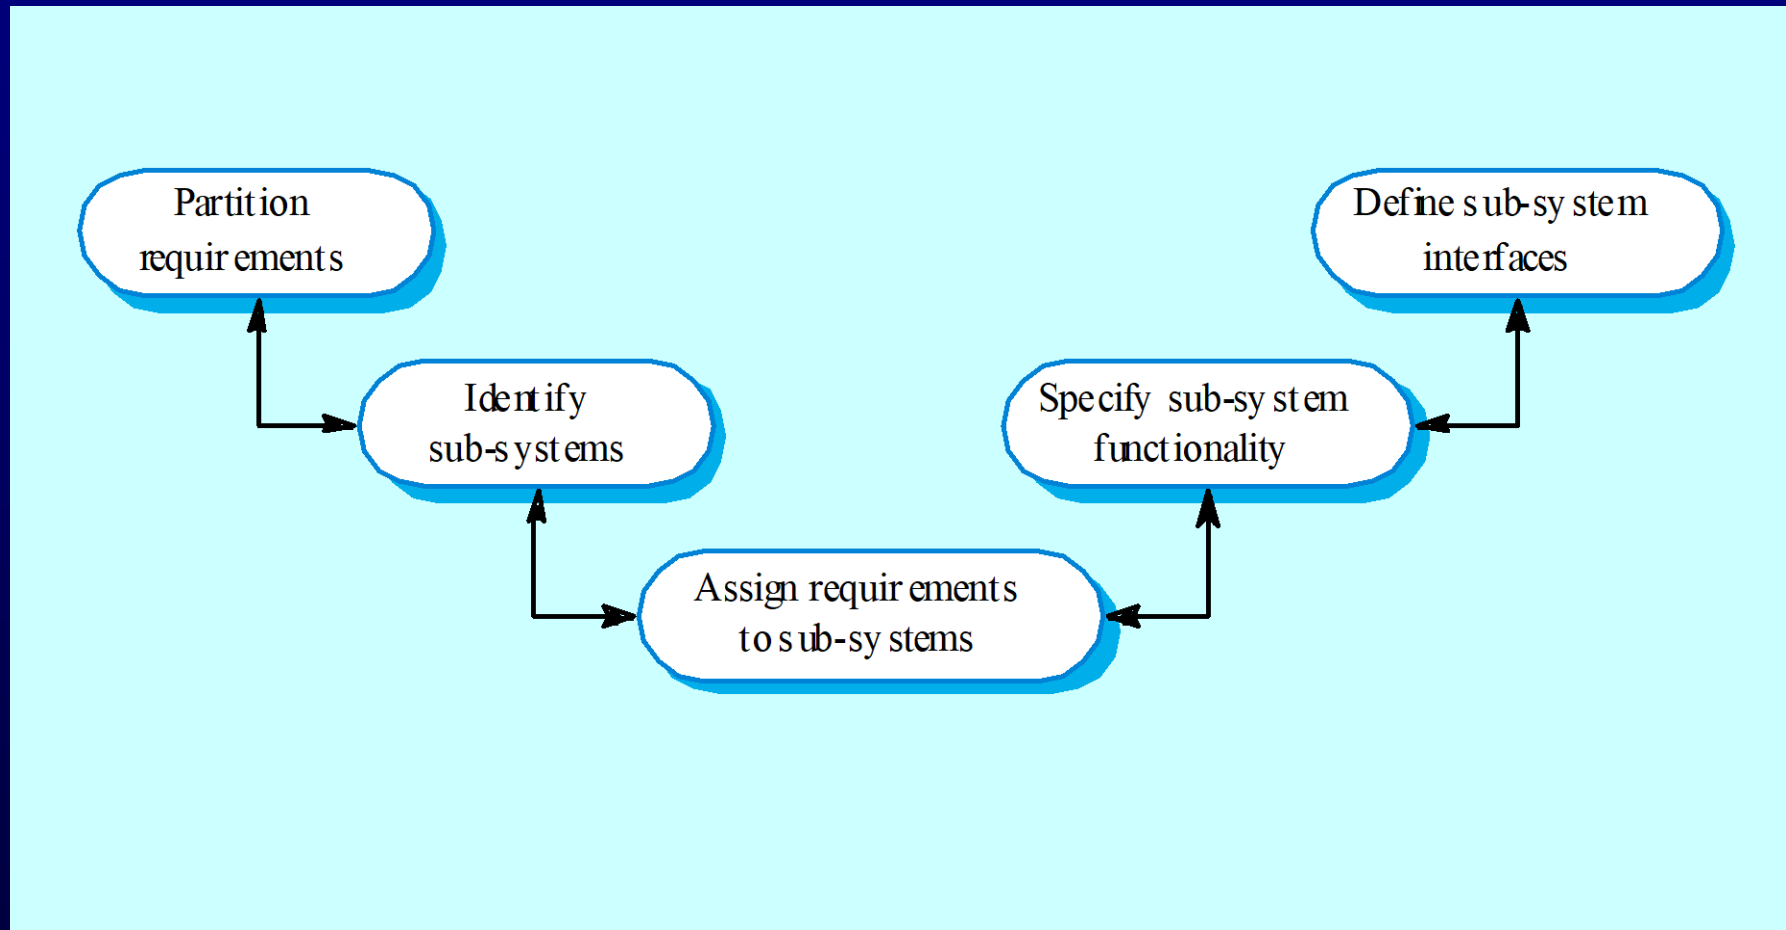 Partition
requirements
Define sub-system
interfaces
Identify
sub-systems
Specify sub-system
functionality
Assign requirements
to sub-systems